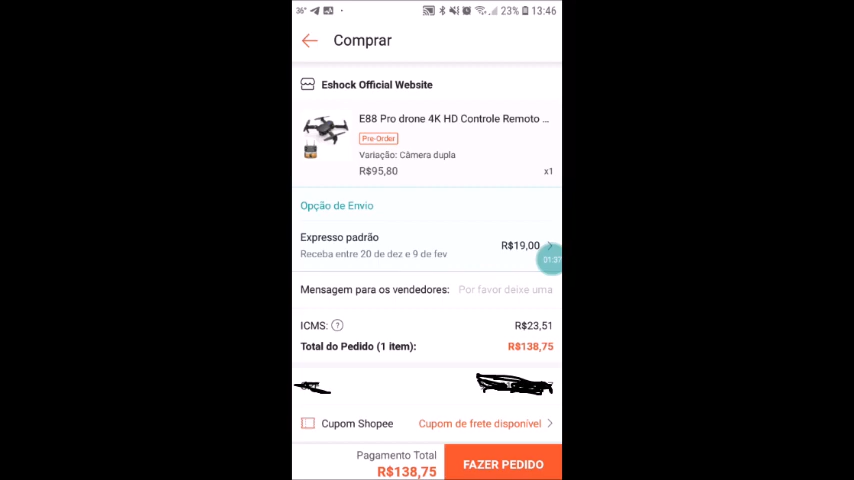 36° 23% 13:46
Comprar
Eshock Official Website
E88 Pro drone 4K HD Controle Remoto ...
Pre-Order
Variação: Câmera dupla
R$95,80 x1
Opção de Envio
Expresso padrão
R$19,00
Receba entre 20 de dez e 9 de fev
01:37
Mensagem para os vendedores: Por favor deixe uma
ICMS: ? R$23,51
Total do Pedido (1 item): R$138,75
Cupom Shopee Cupom de frete disponível
Pagamento Total
R$138,75
FAZER PEDIDO